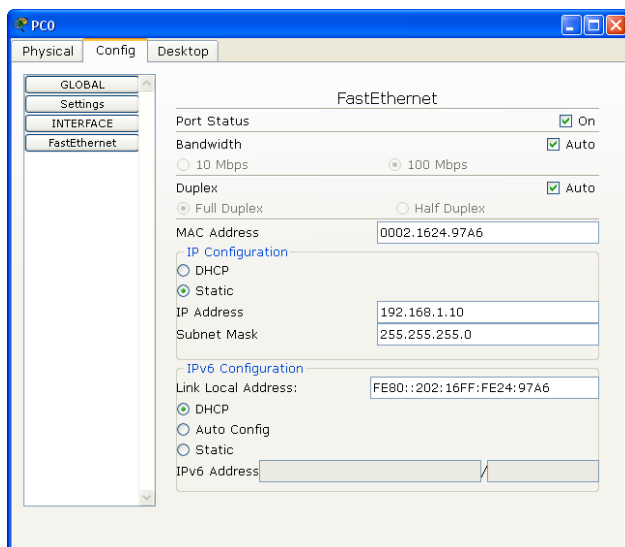 PC0
Physical Config Desktop
GLOBAL
Settings
INTERFACE
FastEthernet
FastEthernet
Port Status On
Bandwidth Auto
10 Mbps 100 Mbps
Duplex Auto
Full Duplex Half Duplex
MAC Address 0002.1624.97A6
IP Configuration
DHCP
Static
IP Address 192.168.1.10
Subnet Mask 255.255.255.0
IPv6 Configuration
Link Local Address: FE80::202:16FF:FE24:97A6
DHCP
Auto Config
Static
IPv6 Address /